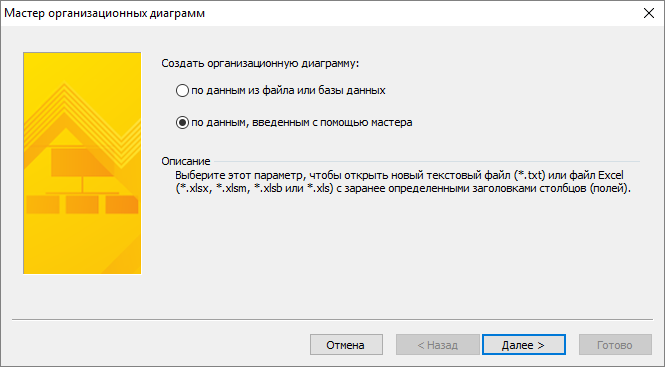 Мастер организационных диаграмм
Создать организационную диаграмму:
по данным из файла или базы данных
по данным, введенным с помощью мастера
Описание
Выберите этот параметр, чтобы открыть новый текстовый файл (*.txt) или файл Excel
(*.xlsx, *.xlsm, *.xlsb или *.xls) с заранее определенными заголовками столбцов (полей).
Отмена
< Назад
Далее >
Готово